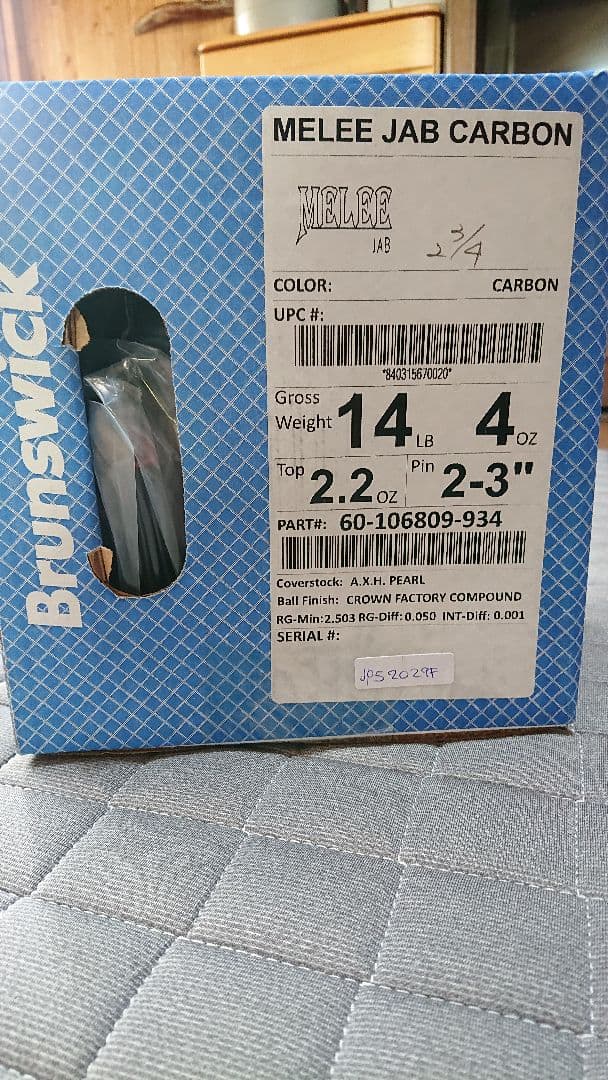 Brunswick
MELEE JAB CARBON
MELEE
JAB
2 3/4
COLOR: CARBON
UPC #:
*840315670020*
Gross Weight 14 LB 4 OZ
Top 2.2 OZ Pin 2-3"
PART#: 60-106809-934
Coverstock: A.X.H. PEARL
Ball Finish: CROWN FACTORY COMPOUND
RG-Min:2.503 RG-Diff:0.050 INT-Diff: 0.001
SERIAL #: